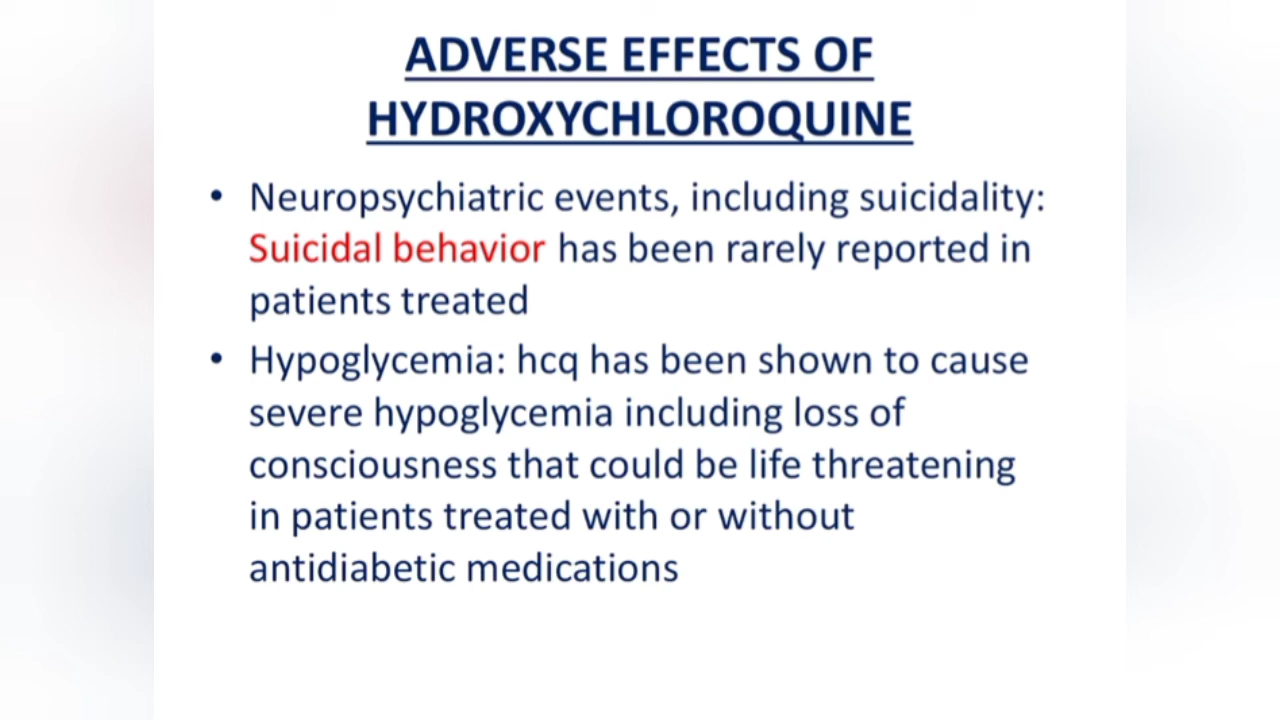 ADVERSE EFFECTS OF
HYDROXYCHLOROQUINE
• Neuropsychiatric events, including suicidality:
Suicidal behavior has been rarely reported in
patients treated
• Hypoglycemia: hcq has been shown to cause
severe hypoglycemia including loss of
consciousness that could be life threatening
in patients treated with or without
antidiabetic medications